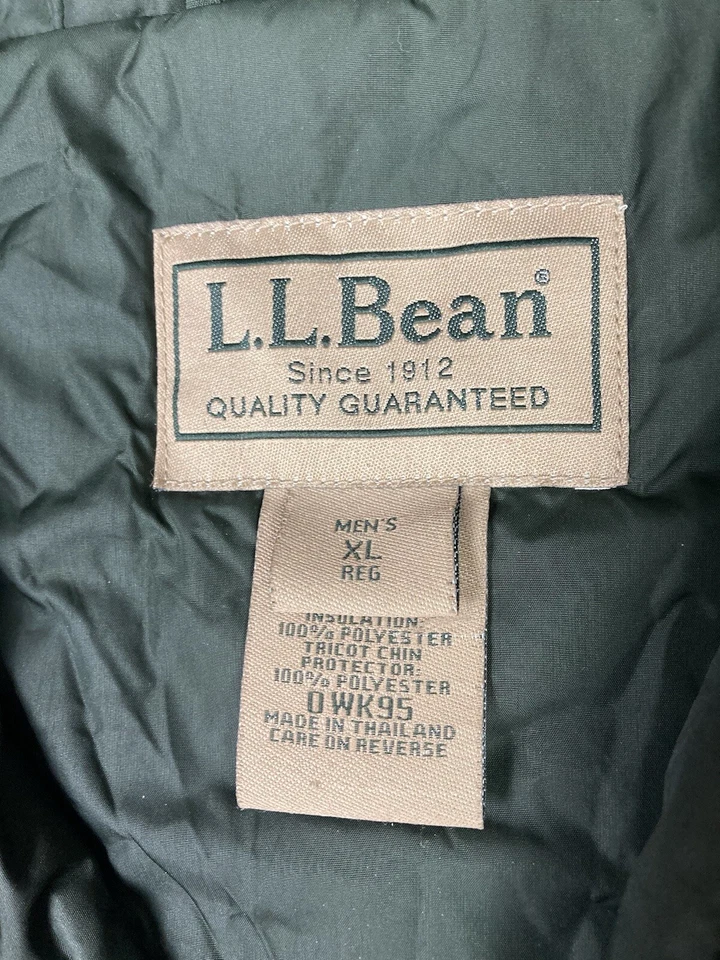 L.L.Bean®
Since 1912
QUALITY GUARANTEED
MEN'S
XL
REG
INSULATION:
100% POLYESTER
TRICOT CHIN
PROTECTOR:
100% POLYESTER
0WK95
MADE IN THAILAND
CARE ON REVERSE